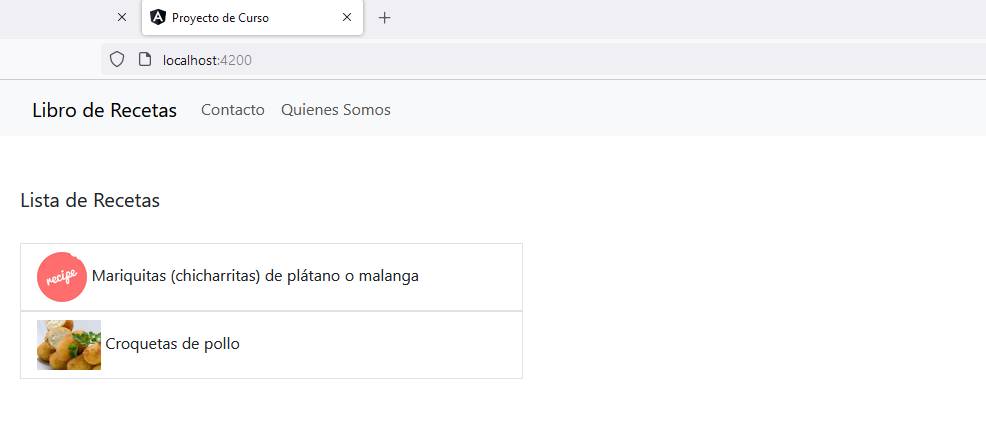 Proyecto de Curso
localhost:4200
Libro de Recetas Contacto Quienes Somos
Lista de Recetas
recipe Mariquitas (chicharritas) de plátano o malanga
Croquetas de pollo